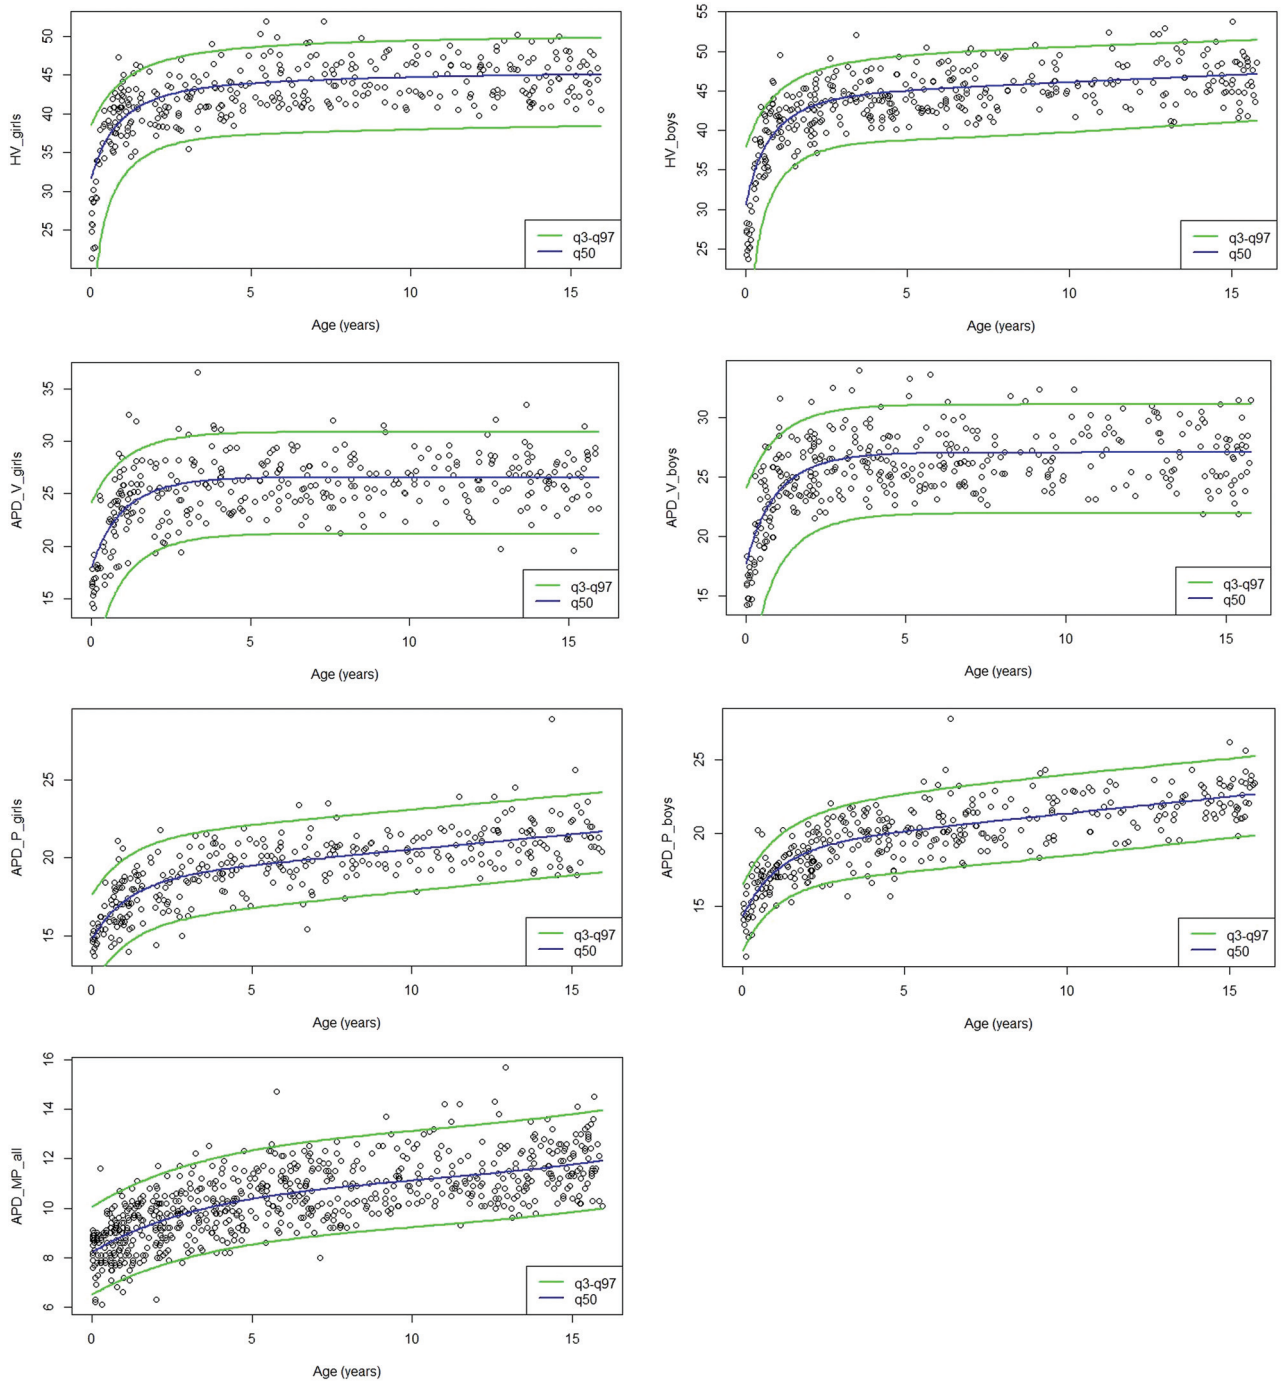 HV_girls
50
45
40
35
30
25
q3-q97
q50
0 5 10 15
Age (years)
HV_boys
55
50
45
40
35
30
25
q3-q97
q50
0 5 10 15
Age (years)
APD_V_girls
35
30
25
20
15
q3-q97
q50
0 5 10 15
Age (years)
APD_V_boys
30
25
20
15
q3-q97
q50
0 5 10 15
Age (years)
APD_P_girls
25
20
15
q3-q97
q50
0 5 10 15
Age (years)
APD_P_boys
25
20
15
q3-q97
q50
0 5 10 15
Age (years)
APD_MP_all
16
14
12
10
8
6
q3-q97
q50
0 5 10 15
Age (years)